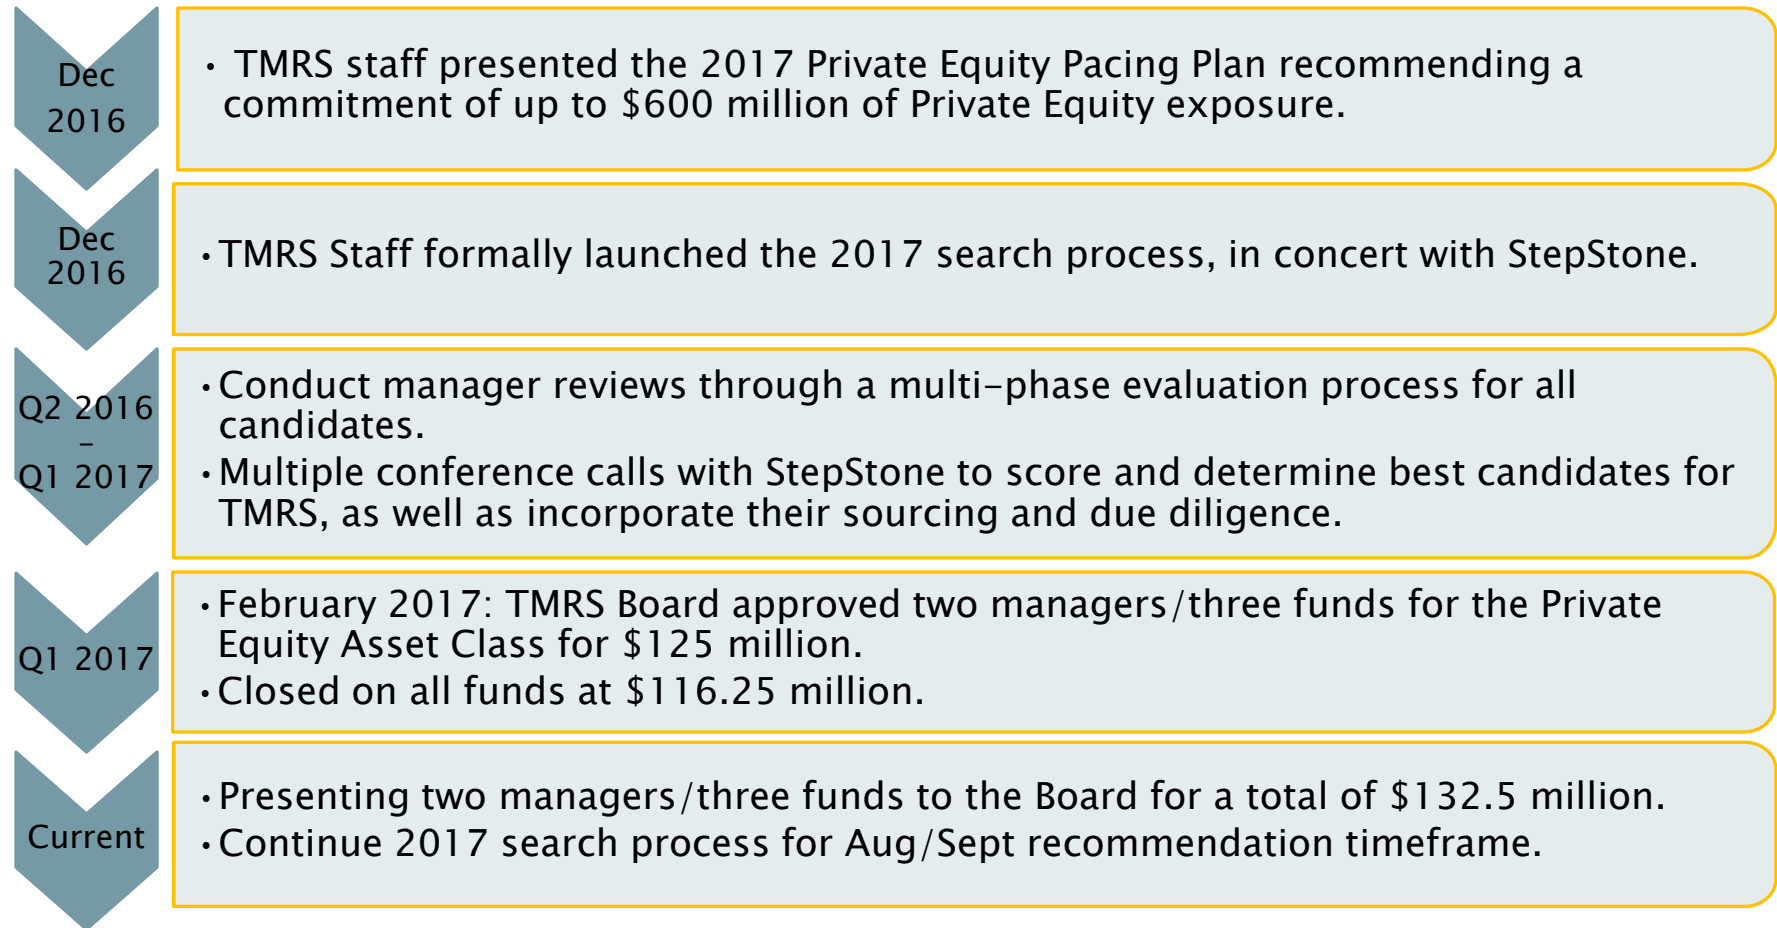 Dec
2016
• TMRS staff presented the 2017 Private Equity Pacing Plan recommending a
commitment of up to $600 million of Private Equity exposure.
Dec
2016
•TMRS Staff formally launched the 2017 search process, in concert with StepStone.
Q2 2016
–
Q1 2017
•Conduct manager reviews through a multi-phase evaluation process for all
candidates.
•Multiple conference calls with StepStone to score and determine best candidates for
TMRS, as well as incorporate their sourcing and due diligence.
Q1 2017
•February 2017: TMRS Board approved two managers/three funds for the Private
Equity Asset Class for $125 million.
•Closed on all funds at $116.25 million.
Current
•Presenting two managers/three funds to the Board for a total of $132.5 million.
•Continue 2017 search process for Aug/Sept recommendation timeframe.